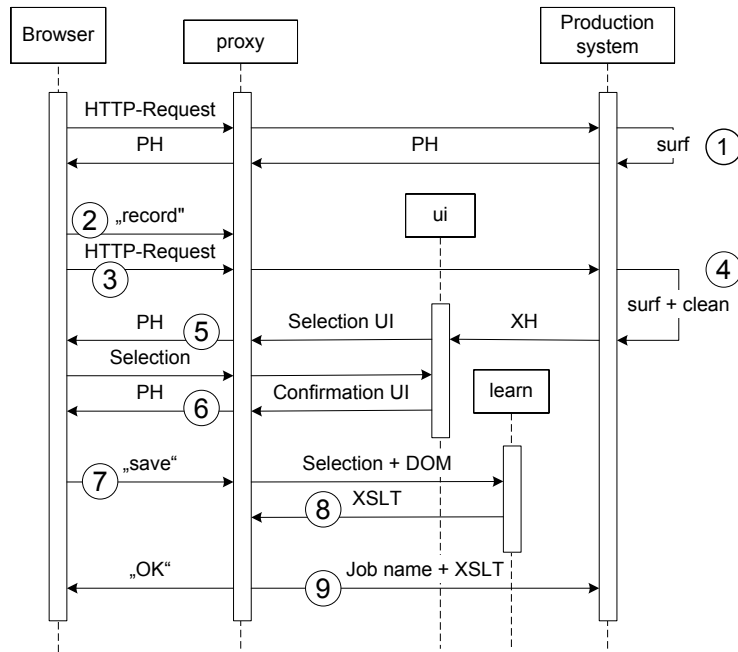 Browser
proxy
Production
system
HTTP-Request
PH
PH
surf
1
2
„record"
ui
HTTP-Request
3
4
surf + clean
PH
5
Selection UI
XH
Selection
PH
6
Confirmation UI
learn
7
„save“
Selection + DOM
8
XSLT
„OK“
9
Job name + XSLT